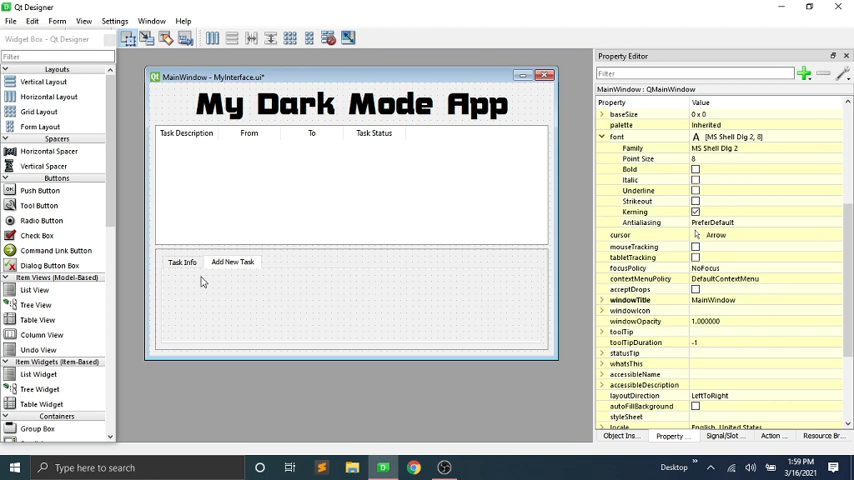 Qt Designer
File Edit Form View Settings Window Help
Widget Box - Qt Designer
Filter
Layouts
Vertical Layout
Horizontal Layout
Grid Layout
Form Layout
Spacers
Horizontal Spacer
Vertical Spacer
Buttons
OK Push Button
Tool Button
Radio Button
Check Box
Command Link Button
Dialog Button Box
Item Views (Model-Based)
List View
Tree View
Table View
Column View
Undo View
Item Widgets (Item-Based)
List Widget
Tree Widget
Table Widget
Containers
Group Box
Qt MainWindow - MyInterface.ui*
My Dark Mode App
Task Description From To Task Status
Task Info Add New Task
Property Editor
Filter
MainWindow : QMainWindow
Property Value
baseSize 0 x 0
palette Inherited
font A [MS Shell Dlg 2, 8]
Family MS Shell Dlg 2
Point Size 8
Bold
Italic
Underline
Strikeout
Kerning
Antialiasing PreferDefault
cursor Arrow
mouseTracking
tabletTracking
focusPolicy NoFocus
contextMenuPolicy DefaultContextMenu
acceptDrops
windowTitle MainWindow
windowIcon
windowOpacity 1.000000
toolTip
toolTipDuration -1
statusTip
whatsThis
accessibleName
accessibleDescription
layoutDirection LeftToRight
autoFillBackground
styleSheet
locale English, United States
Object Ins... Property ... Signal/Slot ... Action ... Resource Br...
Type here to search
Desktop
1:59 PM
3/16/2021